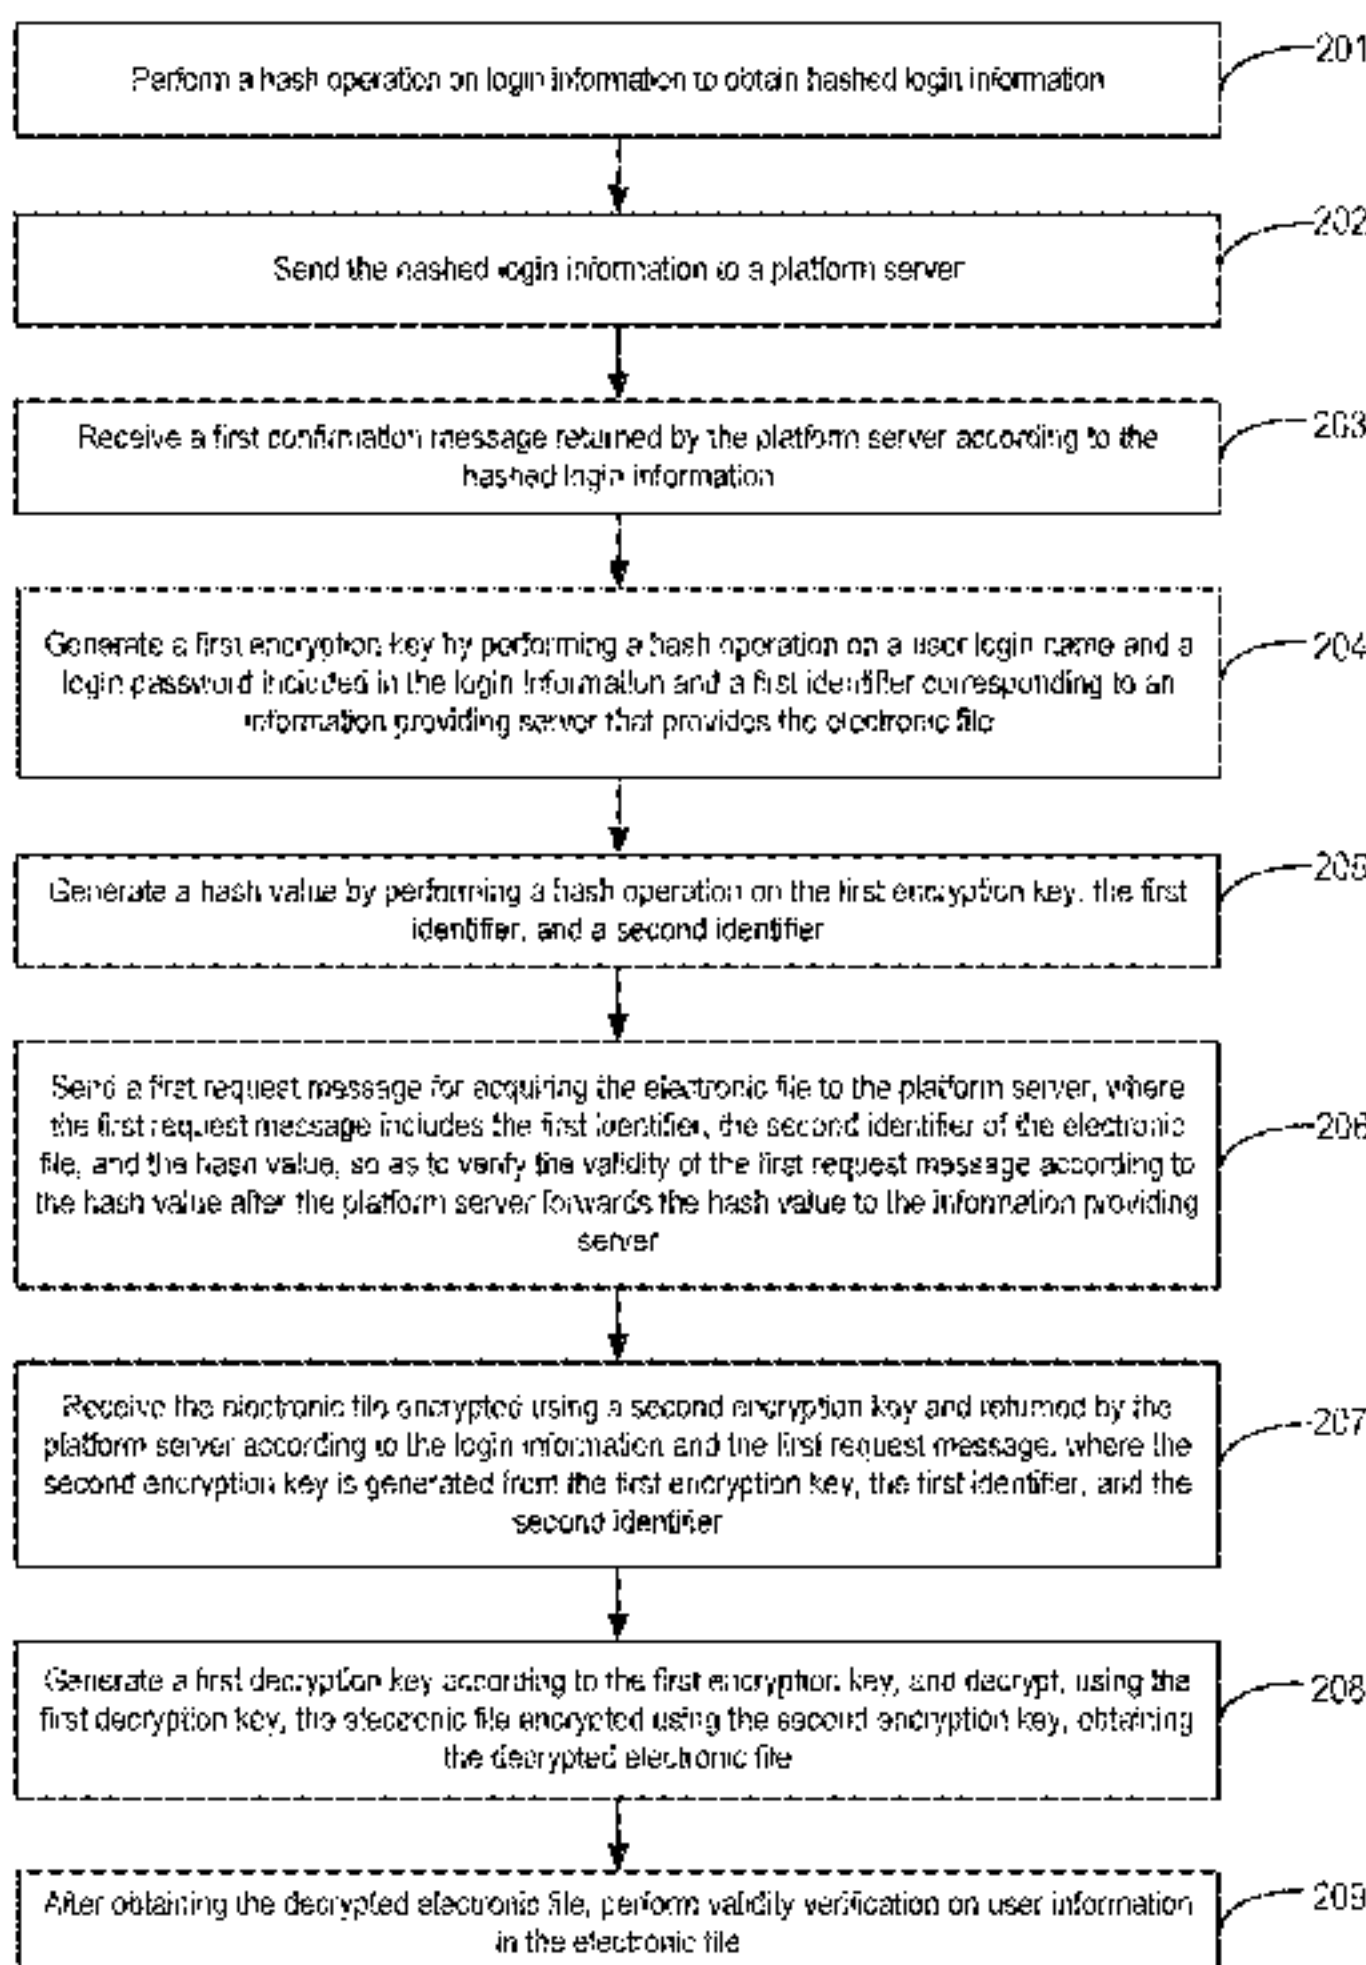 201
Perform a hash operation on login information to obtain hashed login information
202
Send the hashed login information to a platform server
203
Receive a first confirmation message returned by the platform server according to the
hashed login information
204
Generate a first encryption key by performing a hash operation on a user login name and a
login password included in the login information and a first identifier corresponding to an
information providing server that provides the electronic file
205
Generate a hash value by performing a hash operation on the first encryption key, the first
identifier, and a second identifier
206
Send a first request message for acquiring the electronic file to the platform server, where
the first request message includes the first identifier, the second identifier of the electronic
file, and the hash value, so as to verify the validity of the first request message according to
the hash value after the platform server forwards the hash value to the information providing
server
207
Receive the electronic file encrypted using a second encryption key and returned by the
platform server according to the login information and the first request message, where the
second encryption key is generated from the first encryption key, the first identifier, and the
second identifier
208
Generate a first decryption key according to the first encryption key, and decrypt, using the
first decryption key, the electronic file encrypted using the second encryption key, obtaining
the decrypted electronic file
209
After obtaining the decrypted electronic file, perform validity verification on user information
in the electronic file